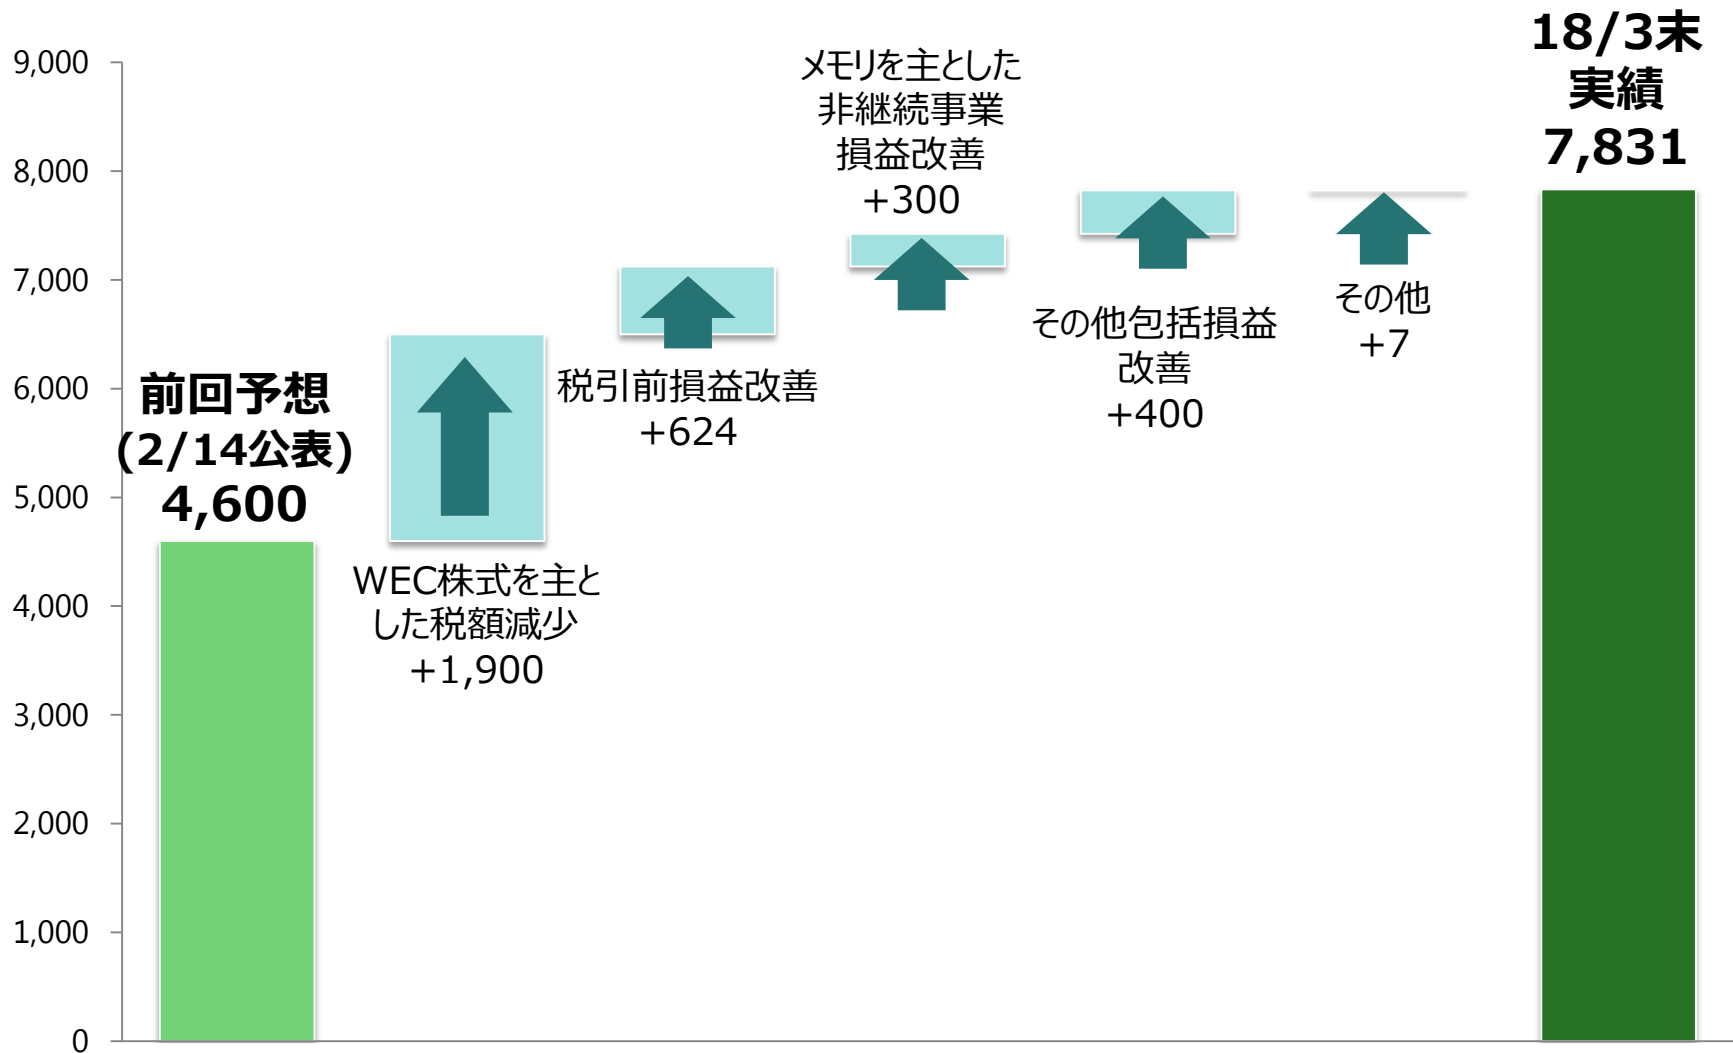 9,000
8,000
7,000
6,000
5,000
4,000
3,000
2,000
1,000
0
前回予想
(2/14公表)
4,600
WEC株式を主と
した税額減少
+1,900
税引前損益改善
+624
メモリを主とした
非継続事業
損益改善
+300
その他包括損益
改善
+400
その他
+7
18/3末
実績
7,831